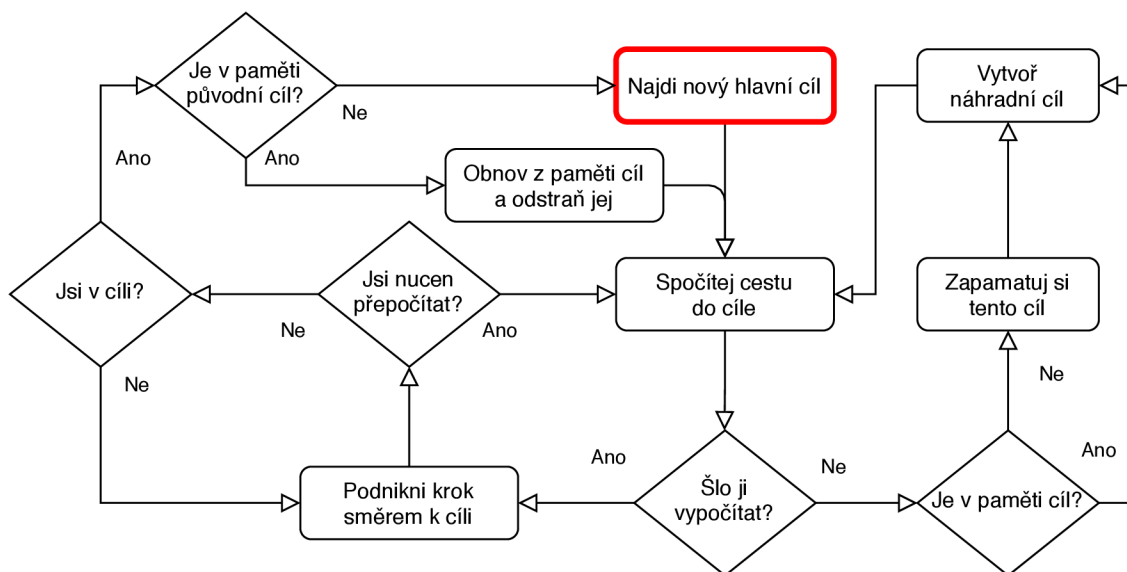 Je v paměti
původní cíl?
Ne
Najdi nový hlavní cíl
Vytvoř
náhradní cíl
Ano
Ano
Obnov z paměti cíl
a odstraň jej
Jsi v cíli?
Jsi nucen
přepočítat?
Spočítej cestu
do cíle
Zapamatuj si
tento cíl
Ne
Ano
Ne
Ne
Ano
Ne
Ano
Podnikni krok
směrem k cíli
Šlo ji
vypočítat?
Je v paměti cíl?